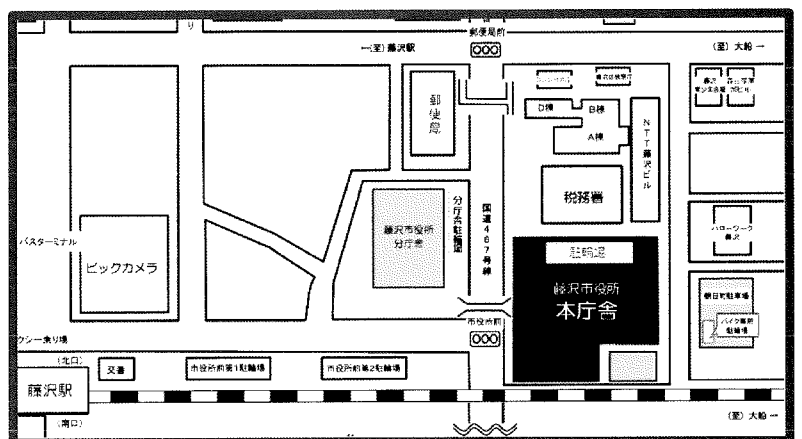 り
郵便局前
←(至)藤沢駅
(至)大船→
郵便局
D棟
B棟
A棟
NTT藤沢ビル
税務署
藤沢
ハローワーク
藤沢
バスターミナル
ビックカメラ
藤沢市役所
分庁舎
分庁舎駐輪場
国道467号線
駐輪場
藤沢市役所
本庁舎
朝日町駐車場
バイク専用
駐輪場
市役所前
クシー乗り場
(北口)
交番
市役所前第1駐輪場
市役所前第2駐輪場
藤沢駅
(南口)
(至)大船→